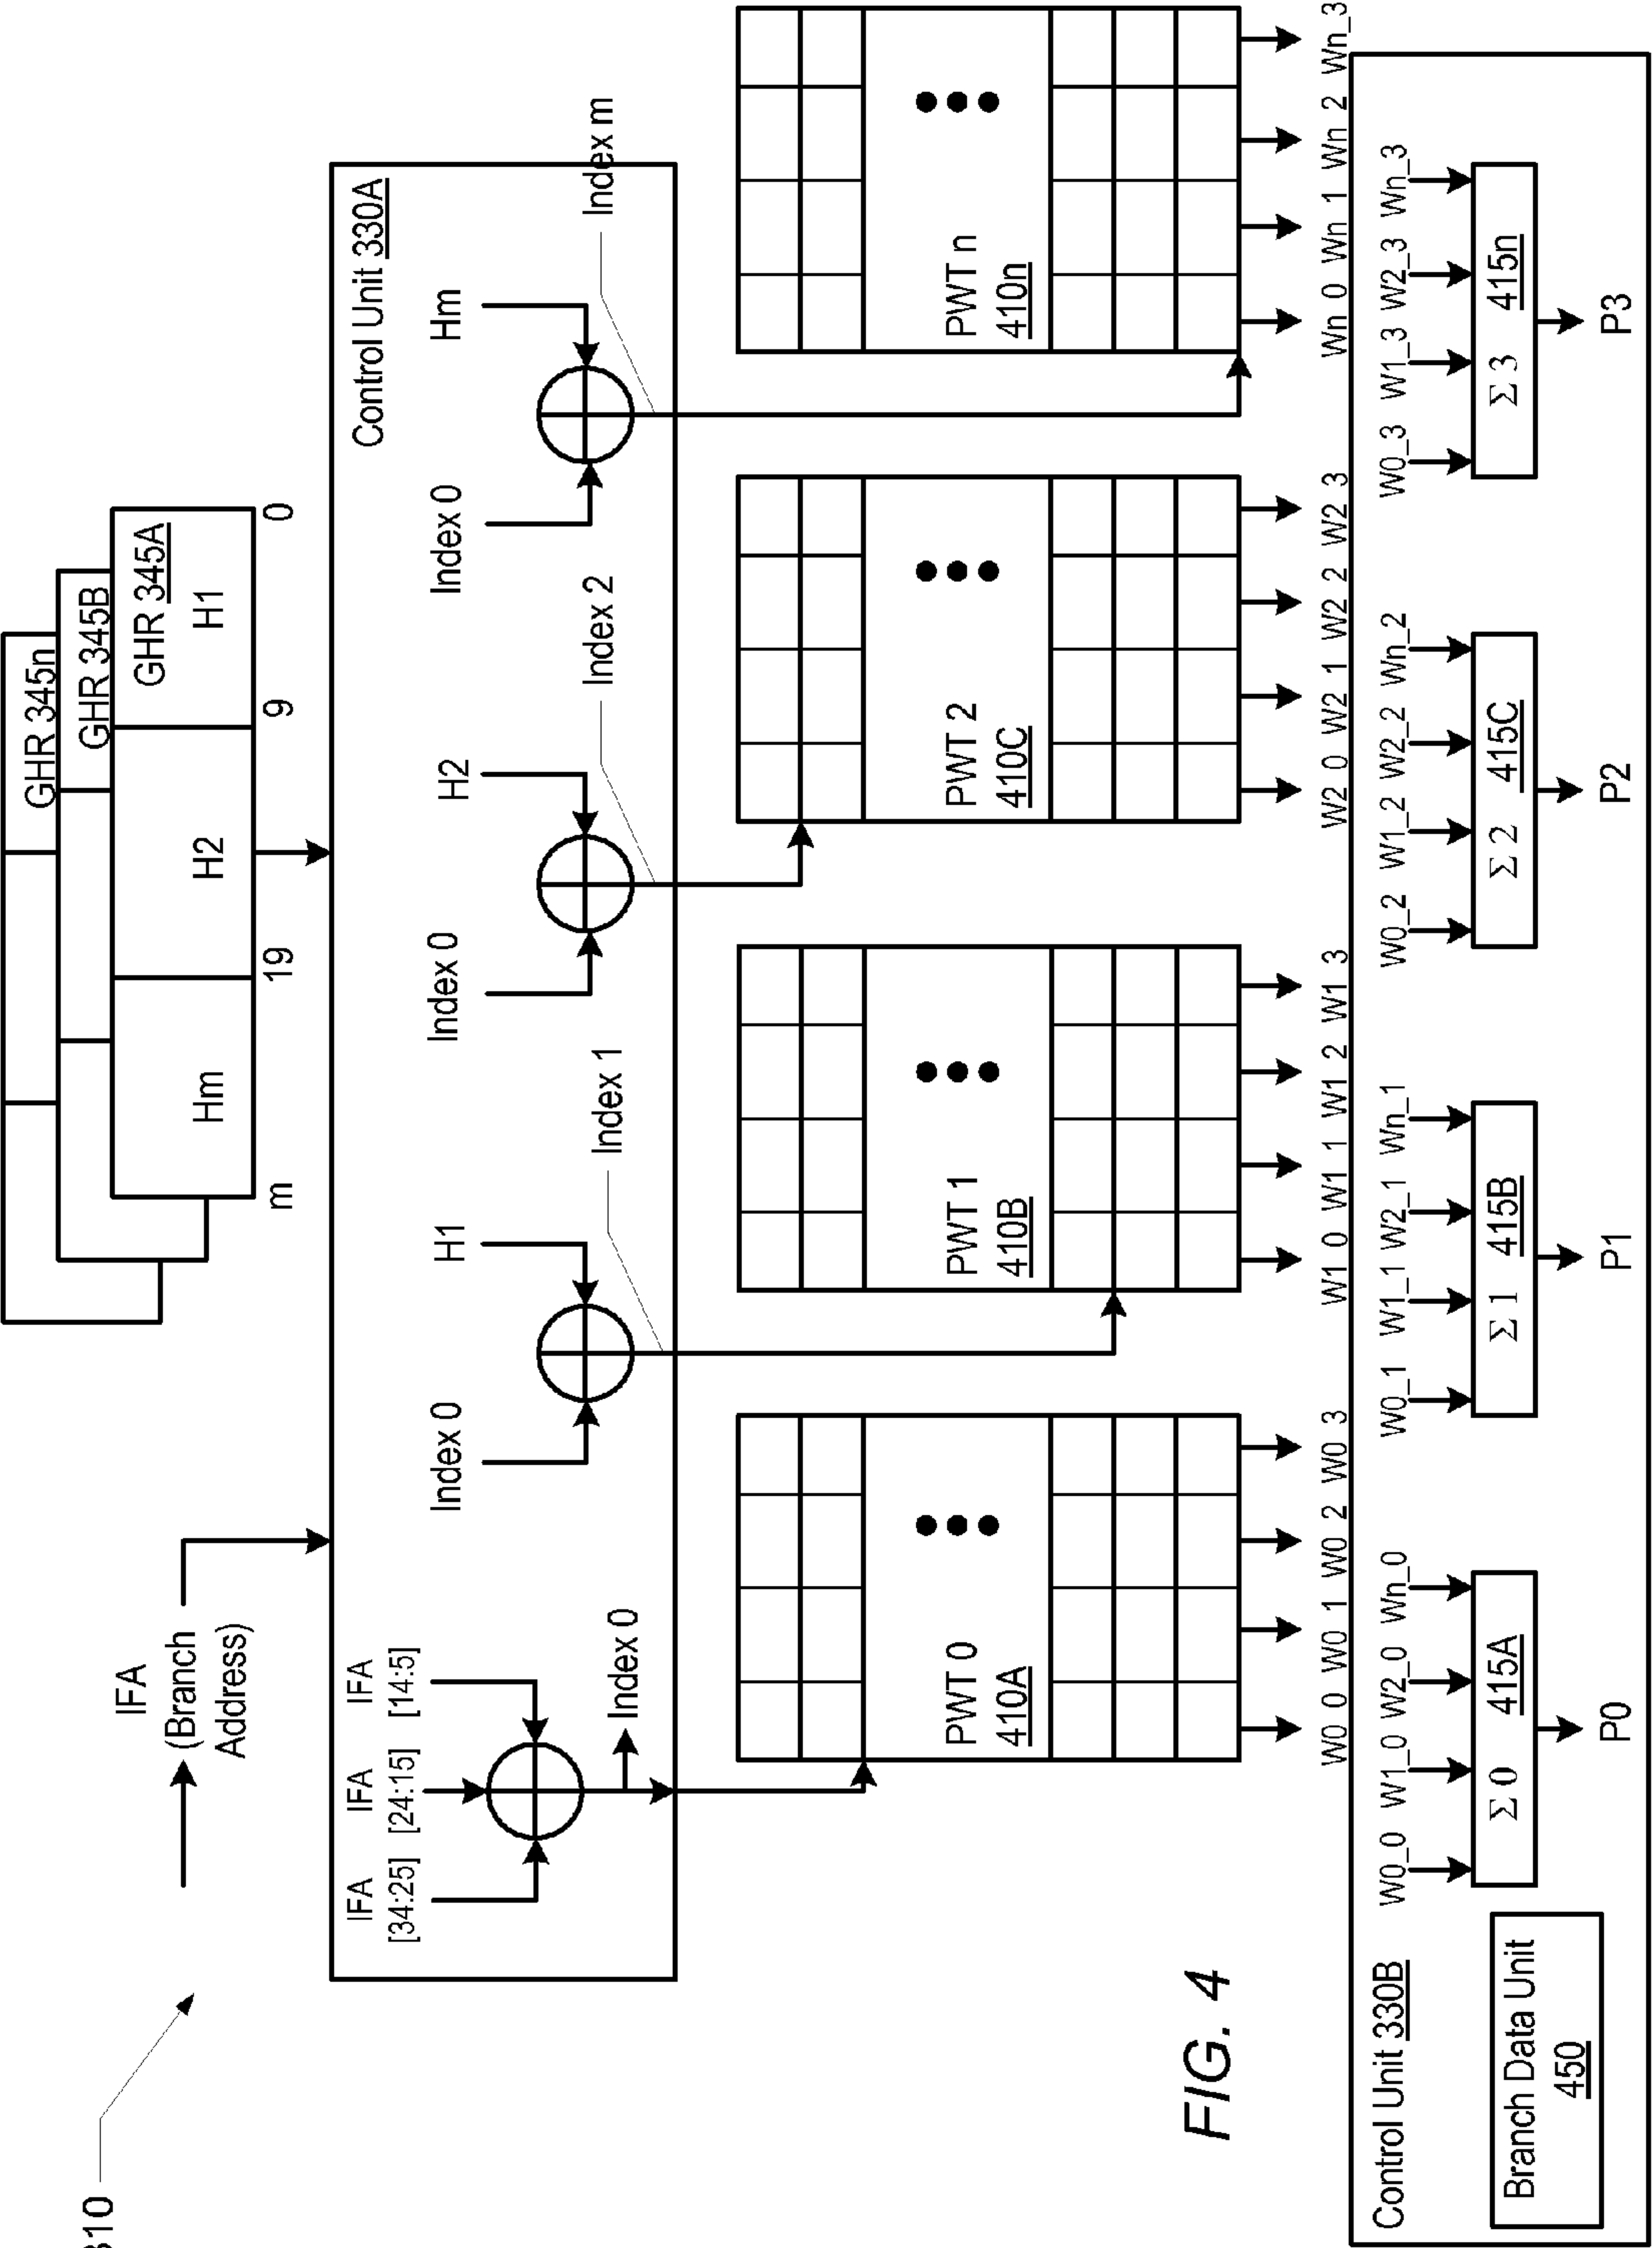 310
IFA
(Branch
Address)
GHR 345n
GHR 345B
GHR 345A
Hm
H2
H1
m
19
9
0
Control Unit 330A
IFA
[34:25]
IFA
[24:15]
IFA
[14:5]
Index 0
Index 0
H1
Index 1
Index 0
H2
Index 2
Index 0
Hm
Index m
PWT 0
410A
PWT 1
410B
PWT 2
410C
PWT n
410n
W0 0 W0 1 W0 2 W0 3
W1 0 W1 1 W1 2 W1 3
W2 0 W2 1 W2 2 W2 3
Wn 0 Wn 1 Wn 2 Wn_3
FIG. 4
Control Unit 330B
Branch Data Unit
450
W0_0 W1_0 W2_0 Wn_0
Σ 0 415A
P0
W0_1 W1_1 W2_1 Wn_1
Σ 1 415B
P1
W0_2 W1_2 W2_2 Wn_2
Σ 2 415C
P2
W0_3 W1_3 W2_3 Wn_3
Σ 3 415n
P3